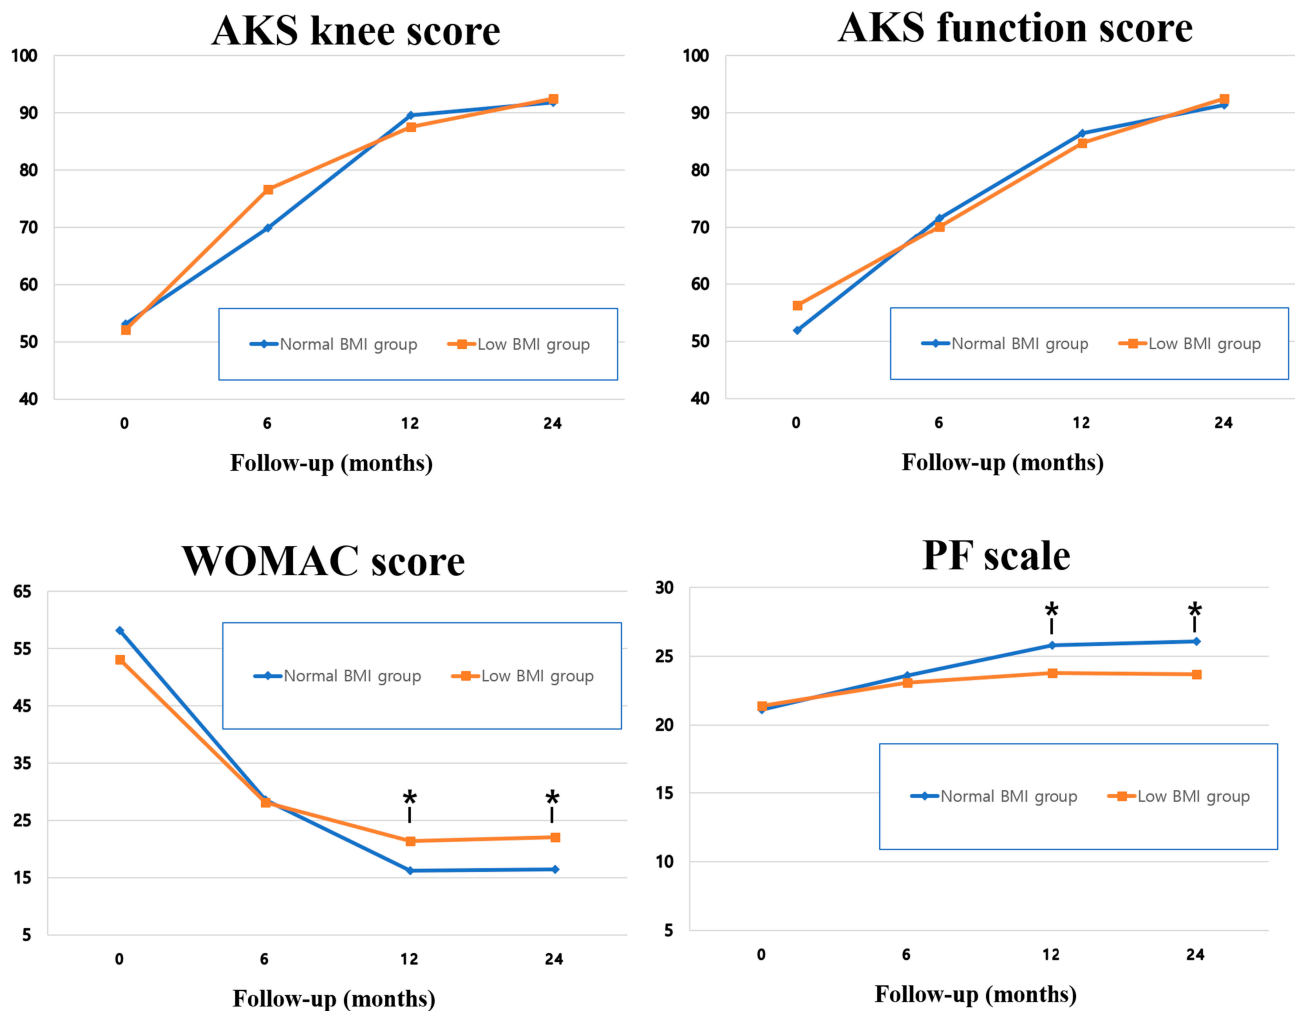 AKS knee score
100
90
80
70
60
50
40
Normal BMI group
Low BMI group
0
6
12
24
Follow-up (months)
AKS function score
100
90
80
70
60
50
40
Normal BMI group
Low BMI group
0
6
12
24
Follow-up (months)
WOMAC score
65
55
45
35
25
15
5
Normal BMI group
Low BMI group
*
*
0
6
12
24
Follow-up (months)
PF scale
30
25
20
15
10
5
*
*
Normal BMI group
Low BMI group
0
6
12
24
Follow-up (months)